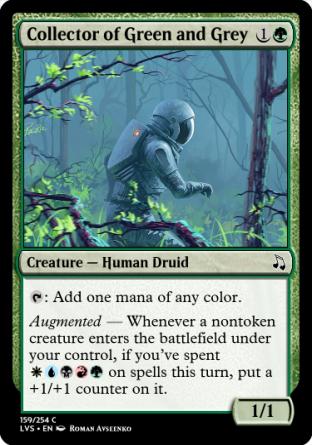 Collector of Green and Grey 1
Creature — Human Druid
: Add one mana of any color.
Augmented — Whenever a nontoken
creature enters the battlefield under
your control, if you've spent
on spells this turn, put a
+1/+1 counter on it.
1/1
159/254 C
LVS • EN Roman Avseenko